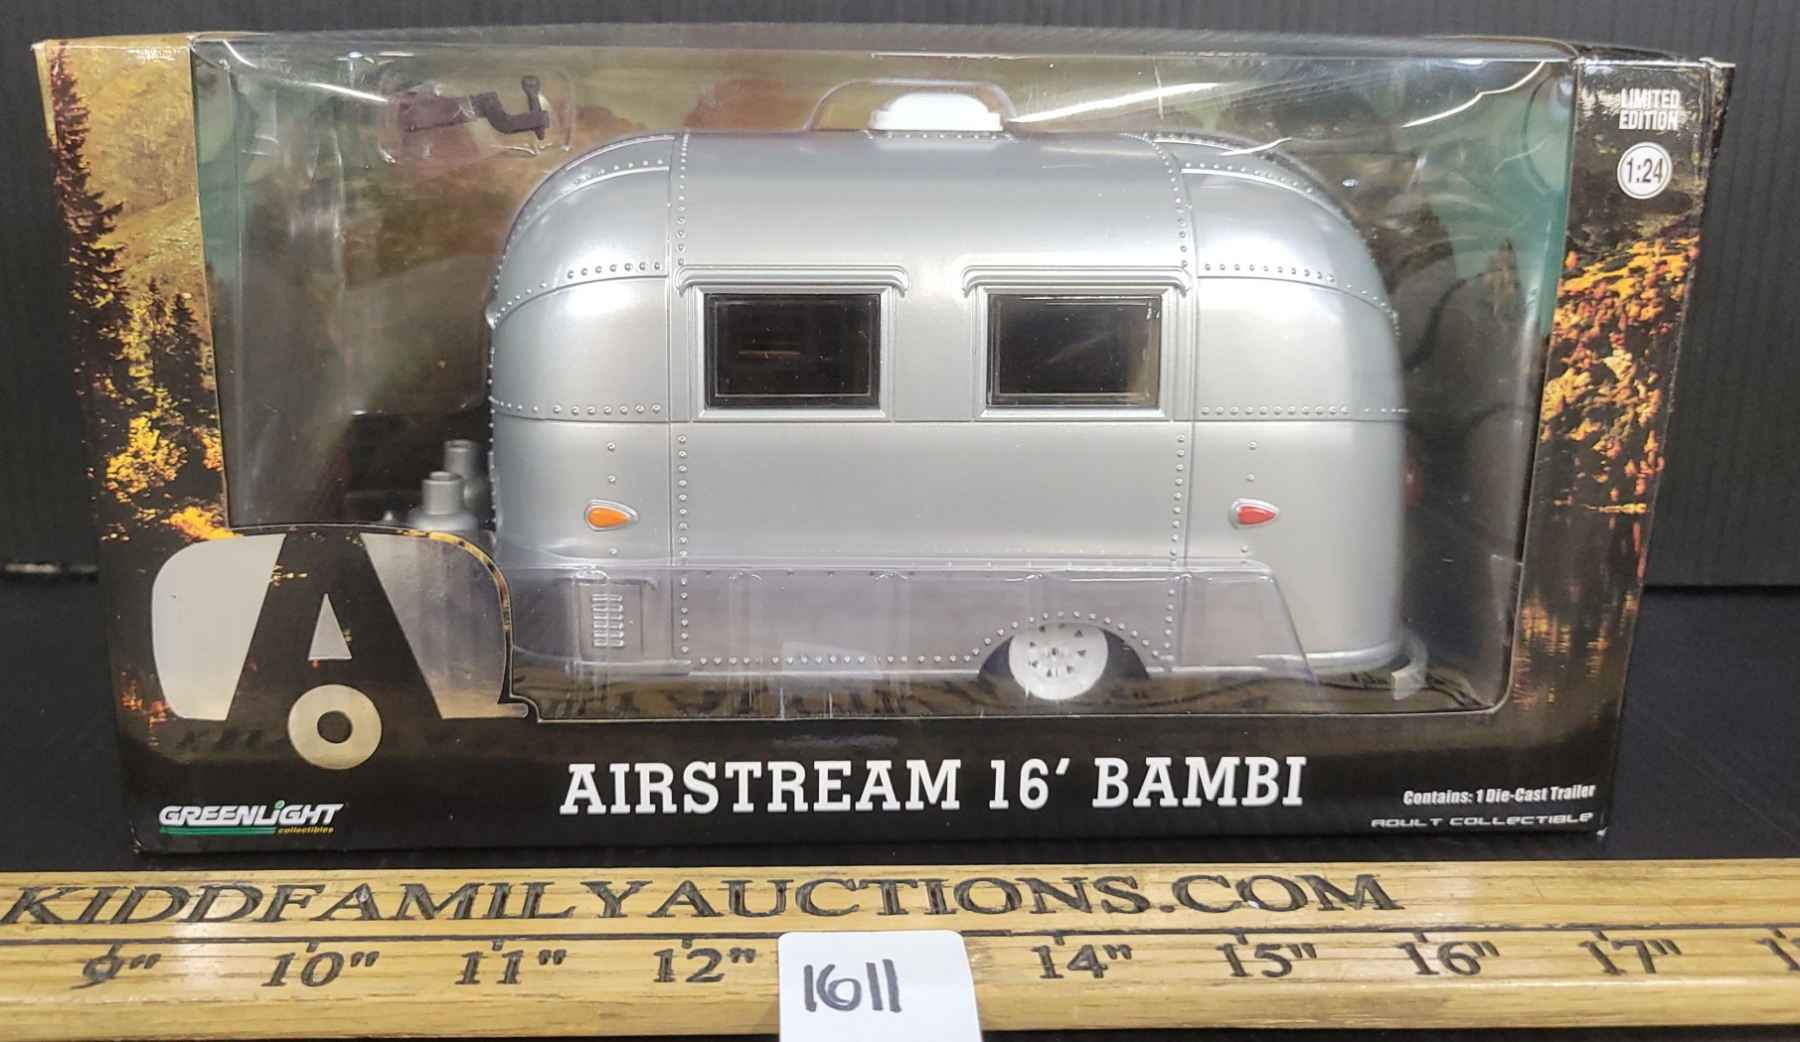 LIMITED
EDITION
1:24
AIRSTREAM 16' BAMBI
GREENLIGHT
collectibles
Contains: 1 Die-Cast Trailer
ADULT COLLECTIBLE
KIDDFAMILYAUCTIONS.COM
9" 10" 11" 12" 14" 15" 16" 17"
1611